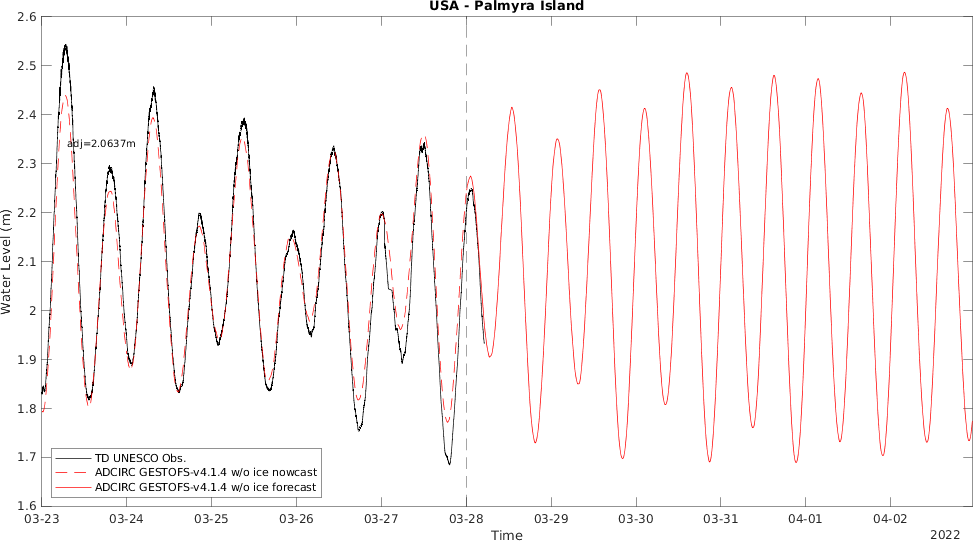 USA - Palmyra Island
2.6
2.5
2.4
2.3
2.2
2.1
2
1.9
1.8
1.7
1.6
Water Level (m)
adj=2.0637m
TD UNESCO Obs.
ADCIRC GESTOFS-v4.1.4 w/o ice nowcast
ADCIRC GESTOFS-v4.1.4 w/o ice forecast
03-23 03-24 03-25 03-26 03-27 03-28 03-29 03-30 03-31 04-01 04-02
Time
2022